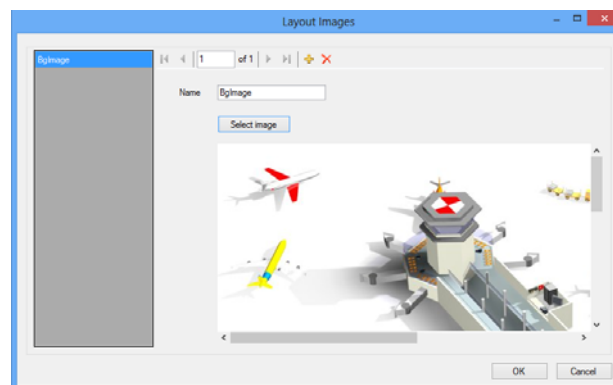 Layout Images
BgImage
1 of 1
Name BgImage
Select image
OK Cancel